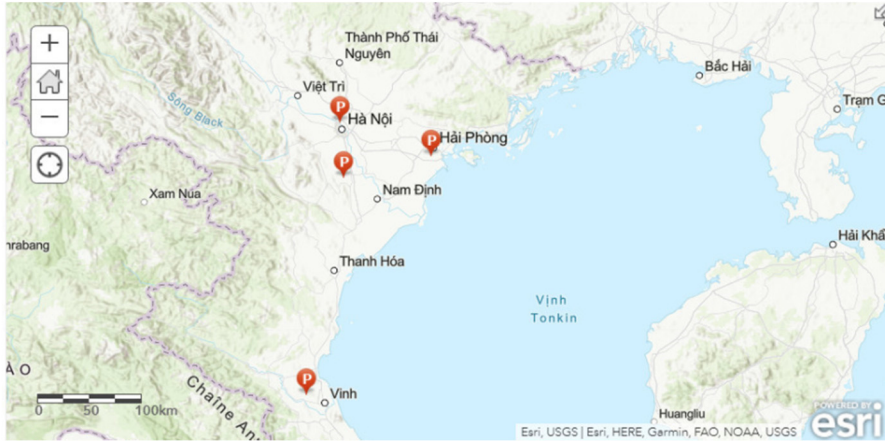 Thành Phố Thái
Nguyên
Bắc Hải
Việt Trì
Trạm G
Sông Black
P
Hà Nội
P
Hải Phòng
P
Xam Nua
Nam Định
Hải Khẩ
nrabang
Thanh Hóa
Vịnh
Tonkin
P
Vinh
ÀO
Chaîne An
0 50 100km
Huangliu
POWERED BY
esri
Esri, USGS | Esri, HERE, Garmin, FAO, NOAA, USGS